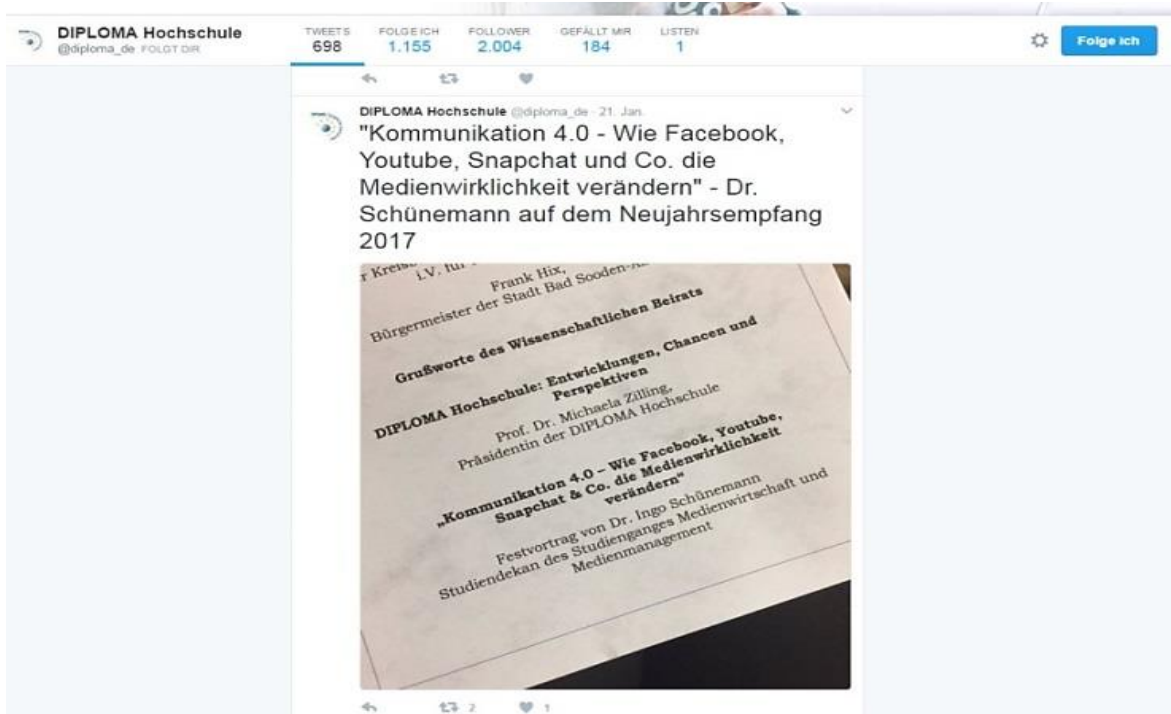 DIPLOMA Hochschule
@diploma_de FOLGT DIR
TWEETS
698
FOLGE ICH
1.155
FOLLOWER
2.004
GEFÄLLT MIR
184
LISTEN
1
Folge ich
DIPLOMA Hochschule @diploma_de · 21. Jan.
"Kommunikation 4.0 - Wie Facebook,
Youtube, Snapchat und Co. die
Medienwirklichkeit verändern" - Dr.
Schünemann auf dem Neujahrsempfang
2017
i.V. für
Frank Hix,
Bürgermeister der Stadt Bad Sooden-
Grußworte des Wissenschaftlichen Beirats
DIPLOMA Hochschule: Entwicklungen, Chancen und
Perspektiven
Prof. Dr. Michaela Zilling,
Präsidentin der DIPLOMA Hochschule
„Kommunikation 4.0 – Wie Facebook, Youtube,
Snapchat & Co. die Medienwirklichkeit
verändern"
Festvortrag von Dr. Ingo Schünemann
Studiendekan des Studienganges Medienwirtschaft und
Medienmanagement
2
1